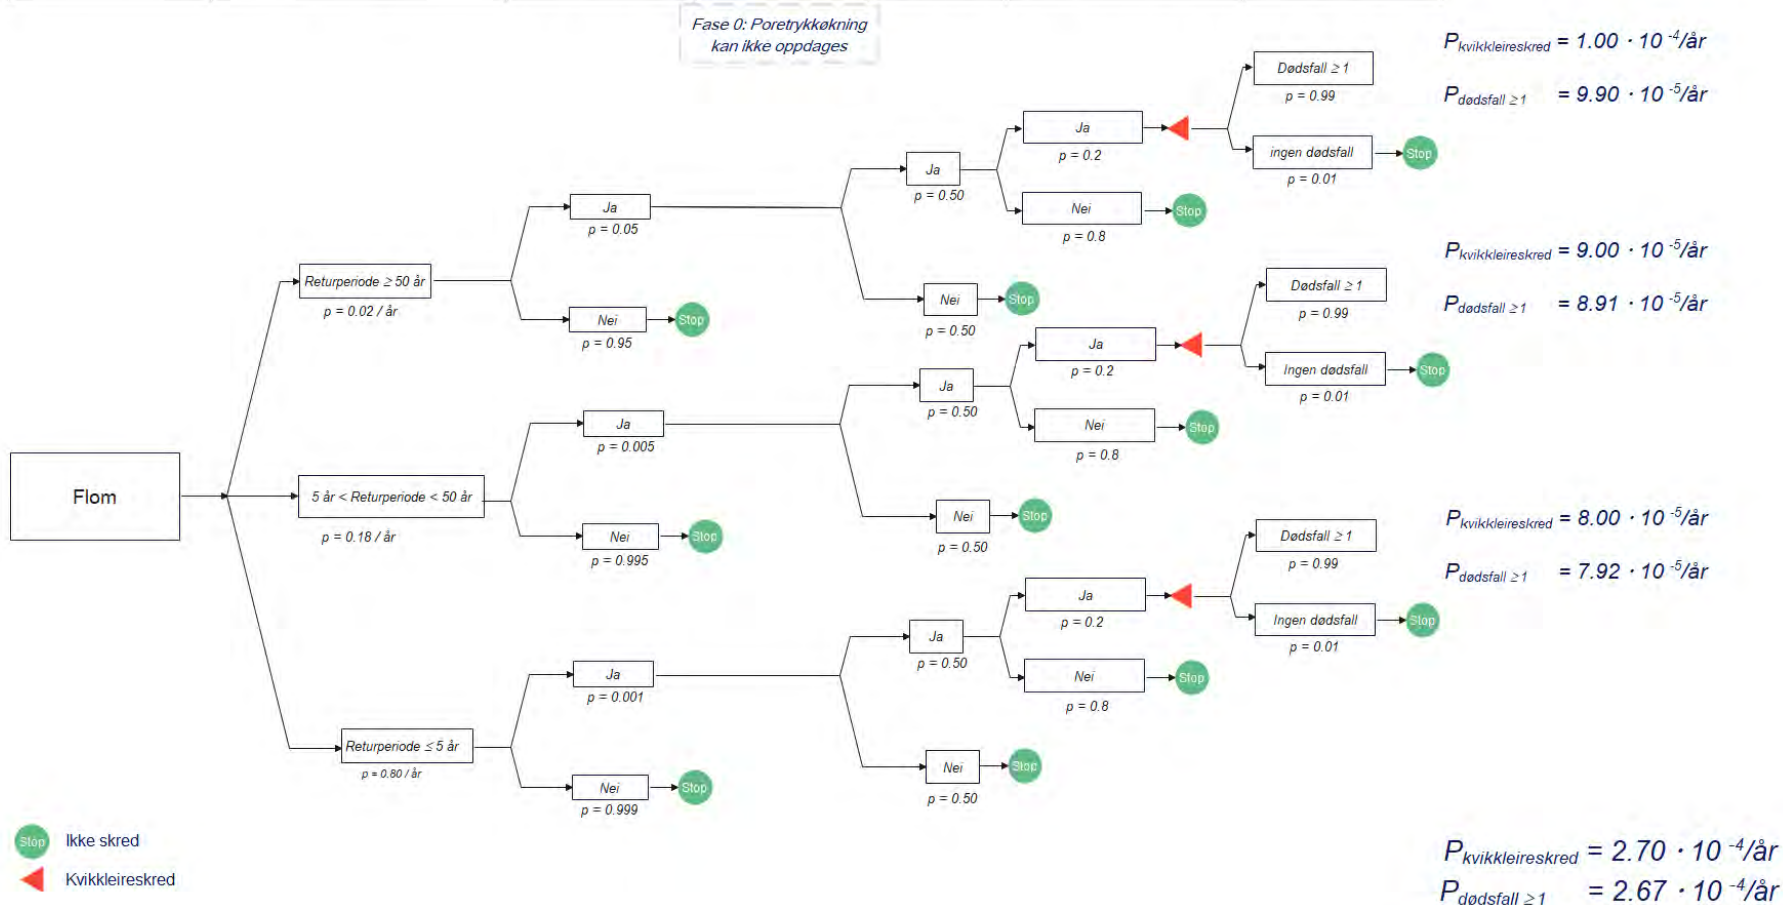 Fase 0: Poretrykkøkning
kan ikke oppdages
P kvikkleireskred = 1.00 · 10 -4/år
P dødsfall ≥ 1 = 9.90 · 10 -5/år
Dødsfall ≥ 1
p = 0.99
Ja
p = 0.2
ingen dødsfall
Stop
p = 0.01
Ja
p = 0.50
Nei
Stop
p = 0.8
Ja
p = 0.05
Returperiode ≥ 50 år
p = 0.02 / år
Nei
Stop
p = 0.95
Nei
Stop
p = 0.50
P kvikkleireskred = 9.00 · 10 -5/år
P dødsfall ≥ 1 = 8.91 · 10 -5/år
Dødsfall ≥ 1
p = 0.99
Ja
p = 0.2
Ingen dødsfall
Stop
p = 0.01
Ja
p = 0.50
Nei
Stop
p = 0.8
Ja
p = 0.005
Flom
5 år < Returperiode < 50 år
p = 0.18 / år
Nei
Stop
p = 0.995
Nei
Stop
p = 0.50
P kvikkleireskred = 8.00 · 10 -5/år
P dødsfall ≥ 1 = 7.92 · 10 -5/år
Dødsfall ≥ 1
p = 0.99
Ja
p = 0.2
Ingen dødsfall
Stop
p = 0.01
Ja
p = 0.50
Nei
Stop
p = 0.8
Ja
p = 0.001
Returperiode ≤ 5 år
p = 0.80 / år
Nei
Stop
p = 0.999
Nei
Stop
p = 0.50
Stop Ikke skred
Kvikkleireskred
P kvikkleireskred = 2.70 · 10 -4/år
P dødsfall ≥ 1 = 2.67 · 10 -4/år